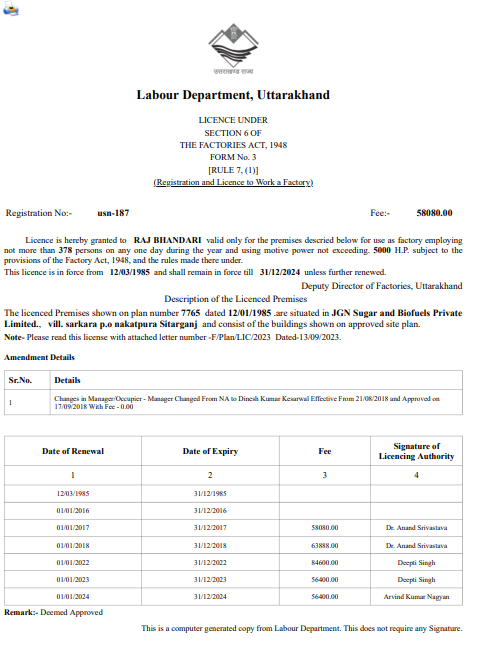 उत्तराखण्ड राज्य
Labour Department, Uttarakhand
LICENCE UNDER
SECTION 6 OF
THE FACTORIES ACT, 1948
FORM No. 3
[RULE 7, (1)]
(Registration and Licence to Work a Factory)
Registration No:- usn-187 Fee:- 58080.00
Licence is hereby granted to RAJ BHANDARI valid only for the premises descried below for use as factory employing
not more than 378 persons on any one day during the year and using motive power not exceeding. 5000 H.P. subject to the
provisions of the Factory Act, 1948, and the rules made there under.
This licence is in force from 12/03/1985 and shall remain in force till 31/12/2024 unless further renewed.
Deputy Director of Factories, Uttarakhand
Description of the Licenced Premises
The licenced Premises shown on plan number 7765 dated 12/01/1985 .are situated in JGN Sugar and Biofuels Private
Limited., vill. sarkara p.o nakatpura Sitarganj and consist of the buildings shown on approved site plan.
Note- Please read this license with attached letter number -F/Plan/LIC/2023 Dated-13/09/2023.
Amendment Details
Sr.No. Details
1 Changes in Manager/Occupier - Manager Changed From NA to Dinesh Kumar Kesarwal Effective From 21/08/2018 and Approved on
17/09/2018 With Fee - 0.00
Date of Renewal Date of Expiry Fee Signature of
Licencing Authority
1 2 3 4
12/03/1985 31/12/1985
01/01/2016 31/12/2016
01/01/2017 31/12/2017 58080.00 Dr. Anand Srivastava
01/01/2018 31/12/2018 63888.00 Dr. Anand Srivastava
01/01/2022 31/12/2022 84600.00 Deepti Singh
01/01/2023 31/12/2023 56400.00 Deepti Singh
01/01/2024 31/12/2024 56400.00 Arvind Kumar Nagyan
Remark:- Deemed Approved
This is a computer generated copy from Labour Department. This does not require any Signature.